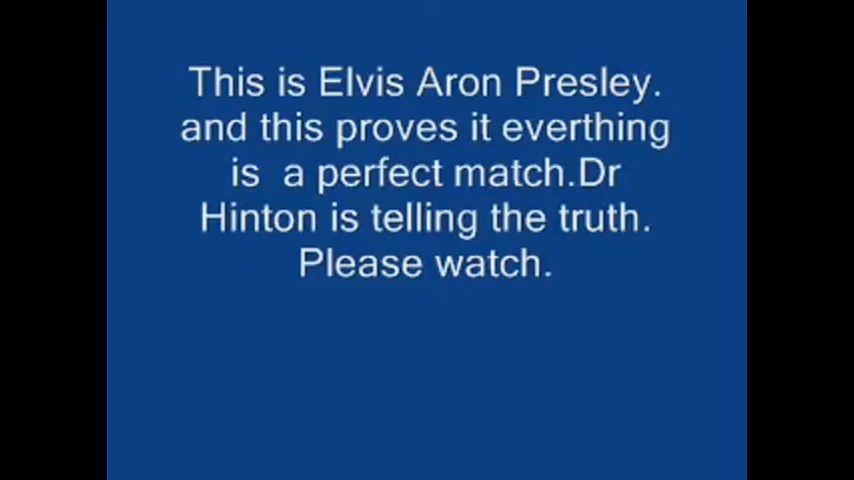 This is Elvis Aron Presley.
and this proves it everthing
is  a perfect match.Dr
Hinton is telling the truth.
Please watch.